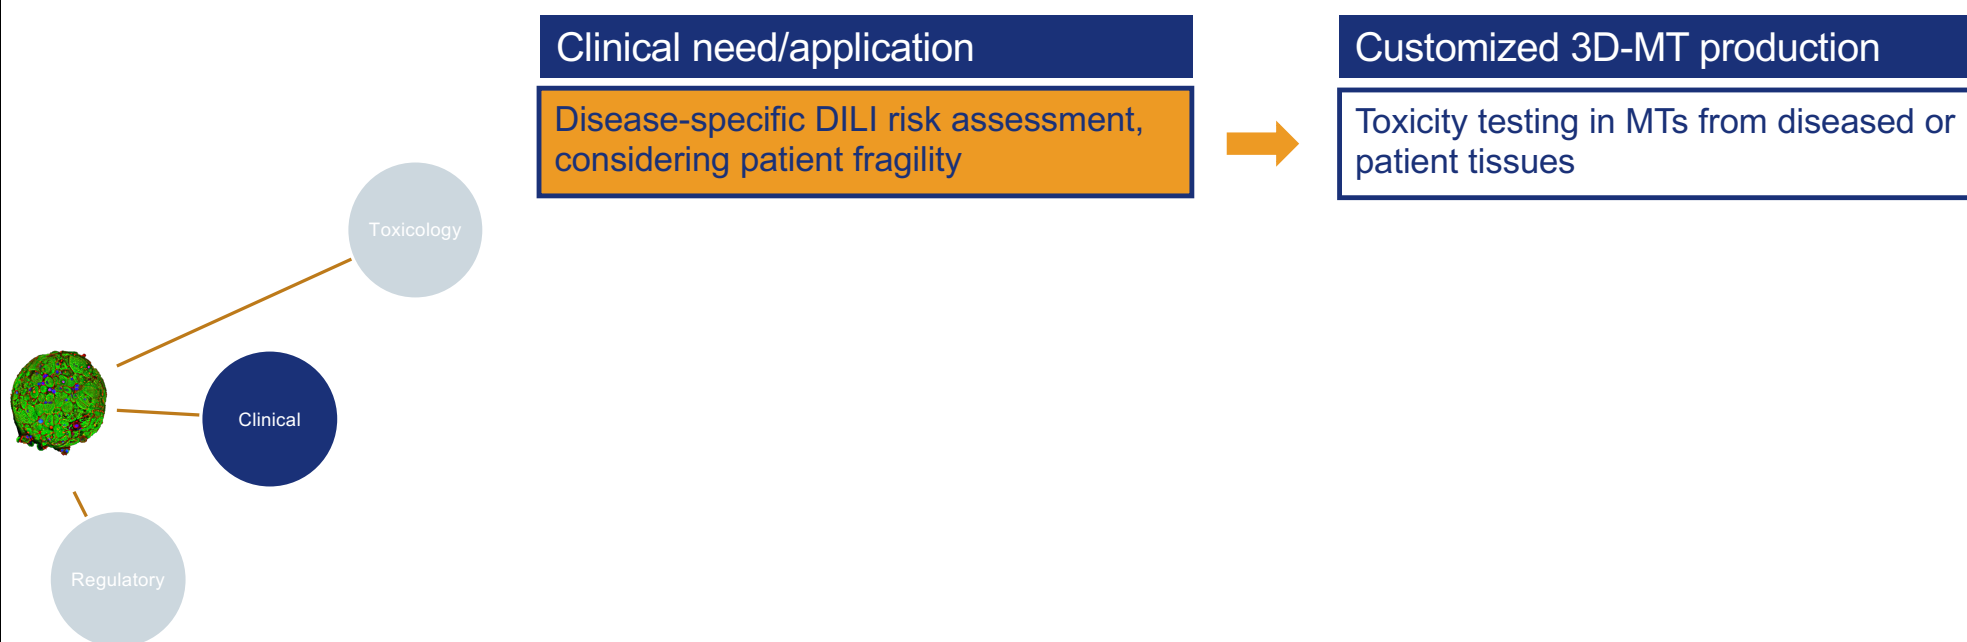 Clinical need/application
Customized 3D-MT production
Disease-specific DILI risk assessment,
considering patient fragility
Toxicity testing in MTs from diseased or
patient tissues
Toxicology
Clinical
Regulatory